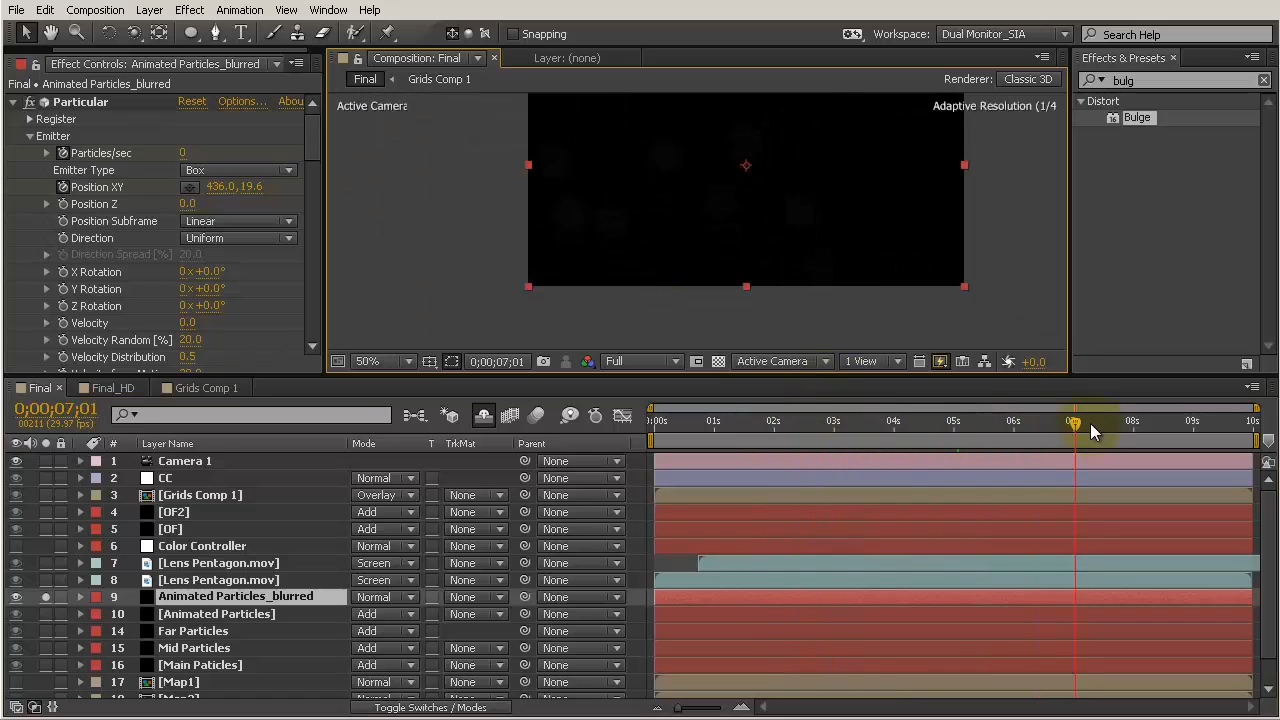 File Edit Composition Layer Effect Animation View Window Help
Snapping
Workspace: Dual Monitor_SIA
Search Help
Effect Controls: Animated Particles_blurred
Composition: Final
Layer: (none)
Effects & Presets
Final • Animated Particles_blurred
Final Grids Comp 1
Renderer: Classic 3D
bulg
fx Particular Reset Options... Abou
Active Camera
Adaptive Resolution (1/4
Distort
Register
Bulge
Emitter
Particles/sec 0
Emitter Type Box
Position XY 436.0,19.6
Position Z 0.0
Position Subframe Linear
Direction Uniform
Direction Spread [%] 20.0
X Rotation 0x+0.0°
Y Rotation 0x+0.0°
Z Rotation 0x+0.0°
Velocity 0.0
Velocity Random [%] 20.0
Velocity Distribution 0.5
50% 0;00;07;01 Full Active Camera 1 View +0.0
Final Final_HD Grids Comp 1
0;00;07;01
00211 (29.97 fps)
:00s 01s 02s 03s 04s 05s 06s 08s 09s 10s
# Layer Name Mode T TrkMat Parent
1 Camera 1 None
2 CC Normal None
3 [Grids Comp 1] Overlay None None
4 [OF2] Add None None
5 [OF] Add None None
6 Color Controller Normal None None
7 [Lens Pentagon.mov] Screen None None
8 [Lens Pentagon.mov] Screen None None
9 Animated Particles_blurred Normal None None
10 [Animated Particles] Add None None
14 Far Particles Add None
15 Mid Particles Add None None
16 [Main Paticles] Add None None
17 [Map1] Normal None None
Toggle Switches / Modes